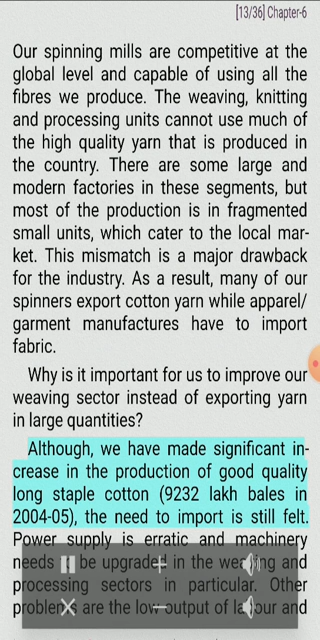 [13/36] Chapter-6
Our spinning mills are competitive at the
global level and capable of using all the
fibres we produce. The weaving, knitting
and processing units cannot use much of
the high quality yarn that is produced in
the country. There are some large and
modern factories in these segments, but
most of the production is in fragmented
small units, which cater to the local mar-
ket. This mismatch is a major drawback
for the industry. As a result, many of our
spinners export cotton yarn while apparel/
garment manufactures have to import
fabric.
Why is it important for us to improve our
weaving sector instead of exporting yarn
in large quantities?
Although, we have made significant in-
crease in the production of good quality
long staple cotton (9232 lakh bales in
2004-05), the need to import is still felt.
Power supply is erratic and machinery
needs to be upgraded in the weaving and
processing sectors in particular. Other
problems are the low output of labour and